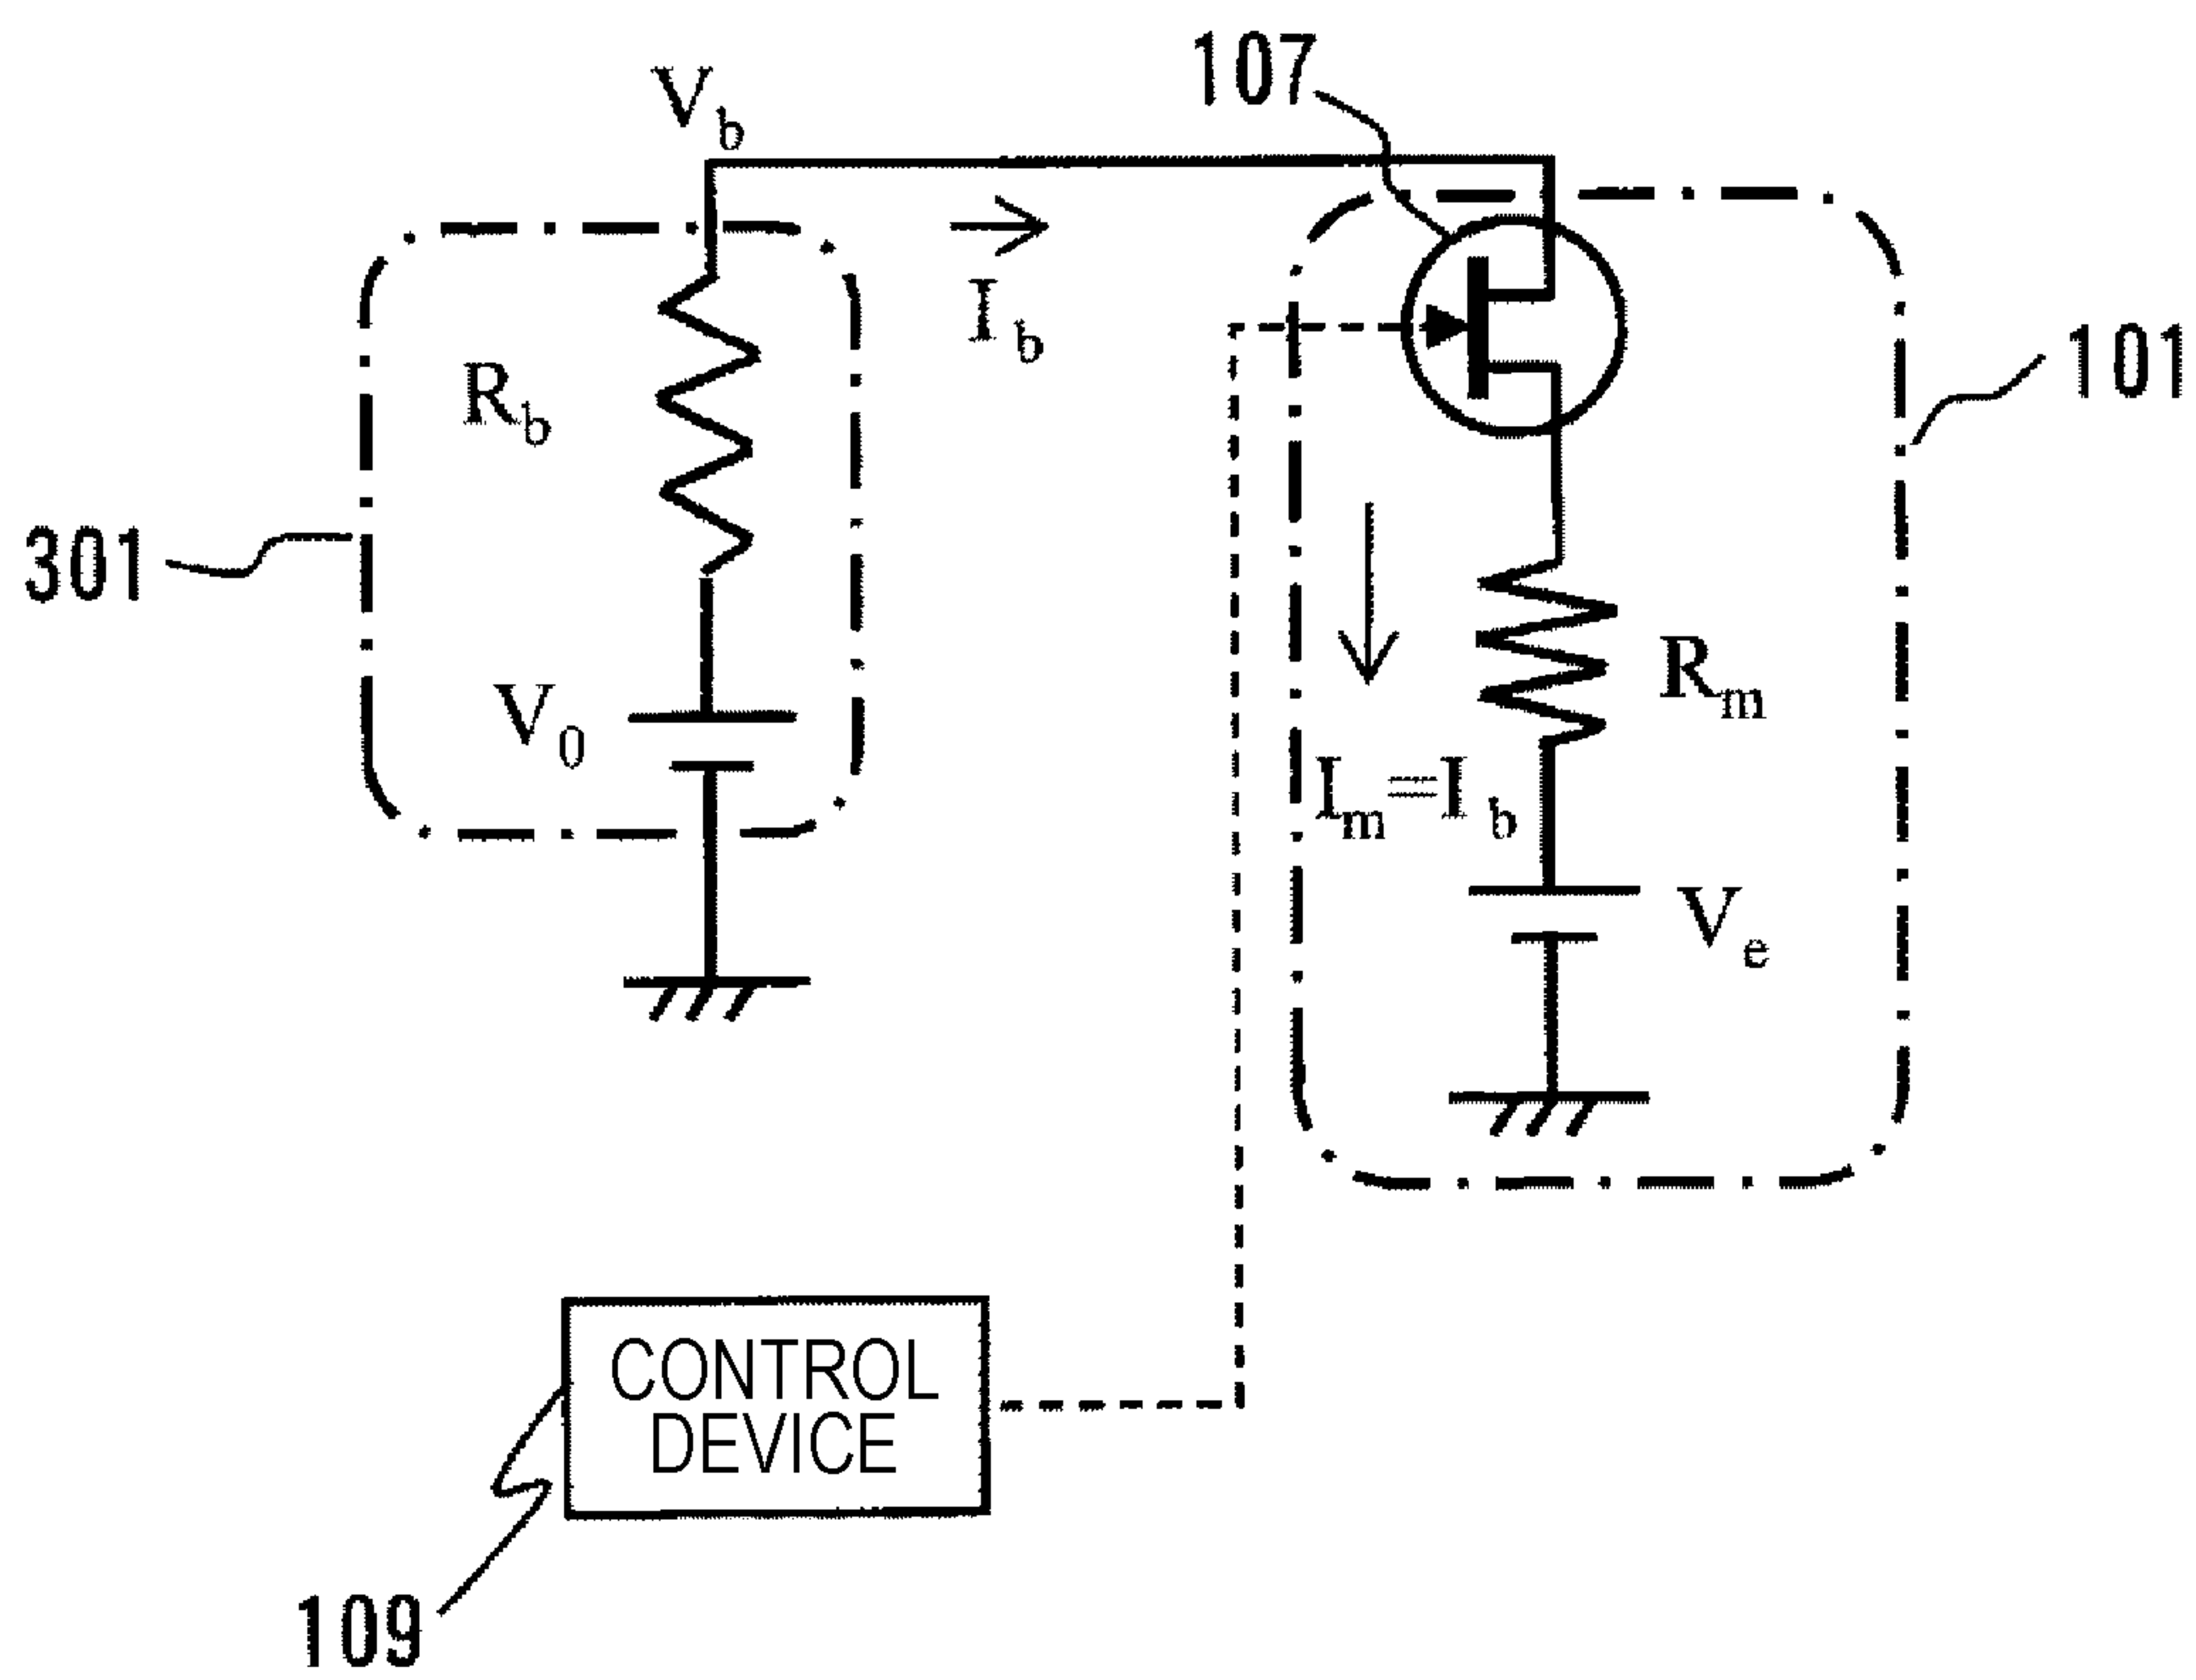 107
V_b
I_b
101
R_b
301
R_m
V_0
I_m=I_b
V_e
CONTROL
DEVICE
109